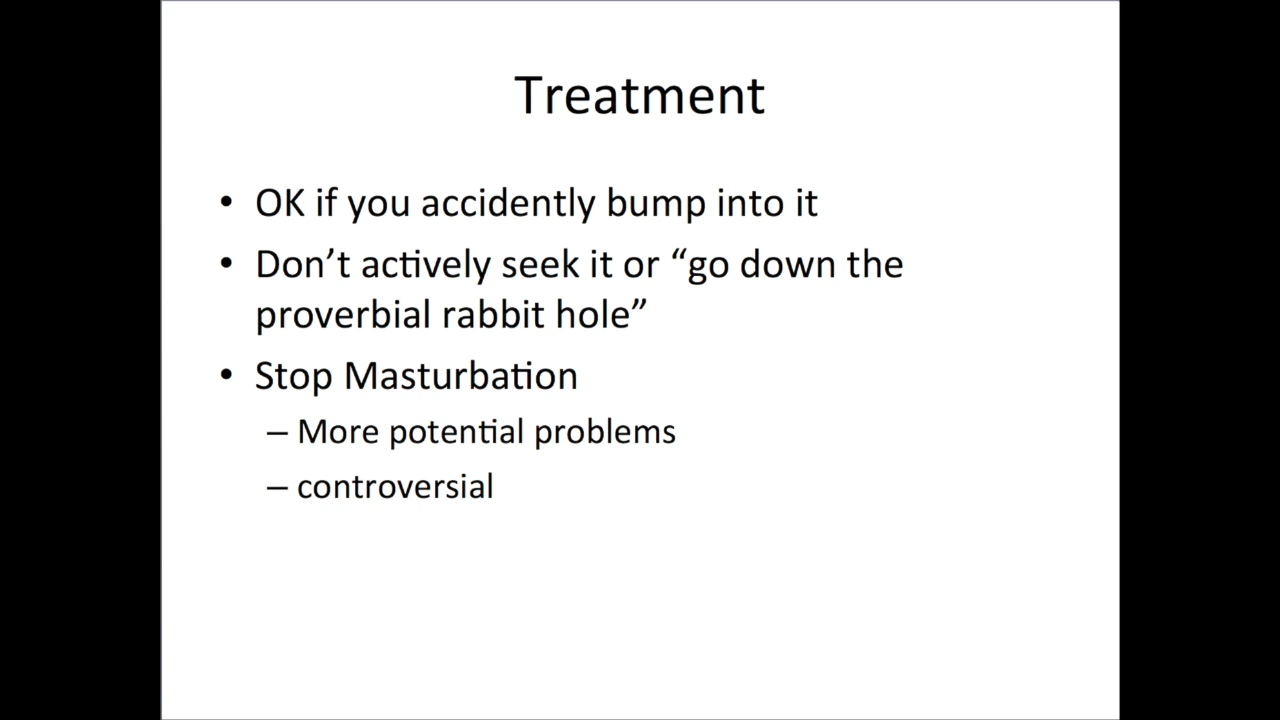 Treatment
• OK if you accidently bump into it
• Don’t actively seek it or “go down the
proverbial rabbit hole”
• Stop Masturbation
– More potential problems
– controversial